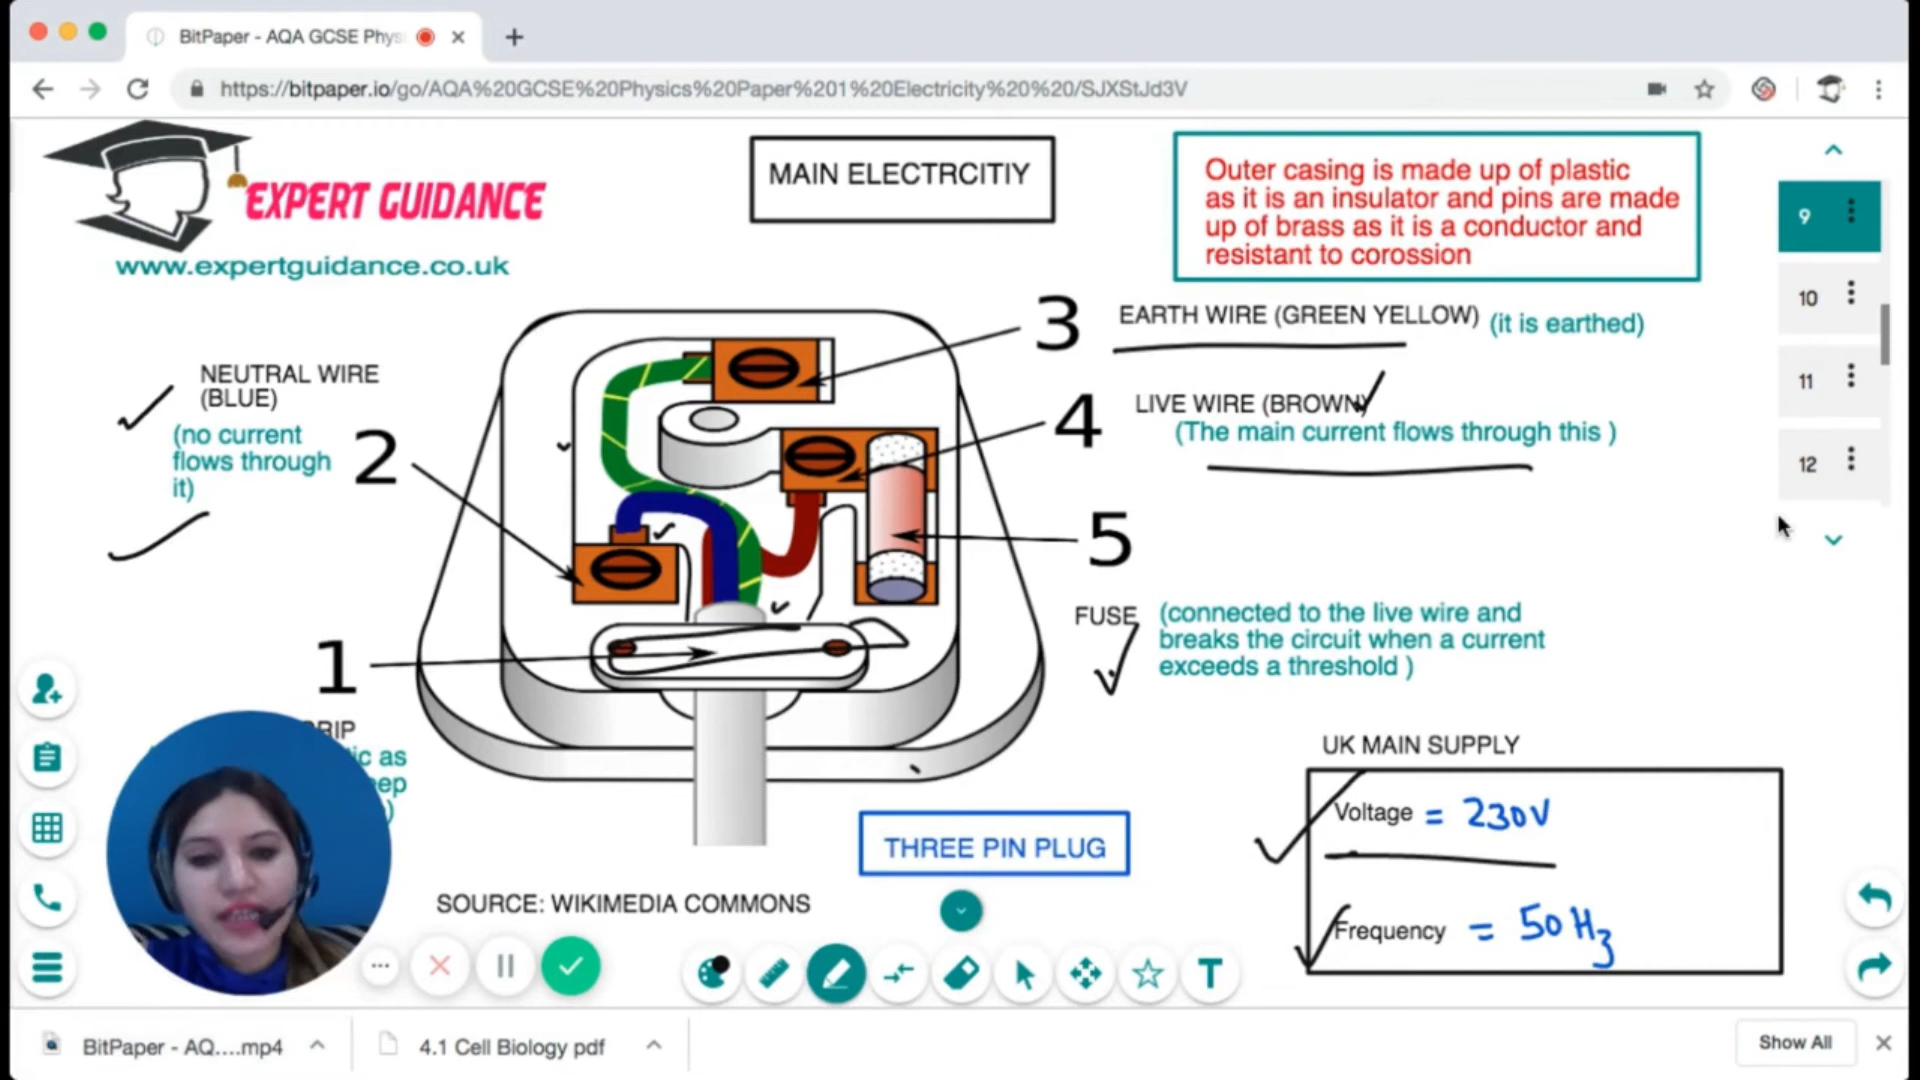 BitPaper - AQA GCSE Phys
https://bitpaper.io/go/AQA%20GCSE%20Physics%20Paper%201%20Electricity%20%20/SJXStJd3V
EXPERT GUIDANCE
www.expertguidance.co.uk
MAIN ELECTRCITIY
Outer casing is made up of plastic
as it is an insulator and pins are made
up of brass as it is a conductor and
resistant to corossion
9
10
11
12
3
EARTH WIRE (GREEN YELLOW) (it is earthed)
4
LIVE WIRE (BROWN)
(The main current flows through this )
NEUTRAL WIRE
(BLUE)
(no current
flows through
it)
2
5
FUSE
(connected to the live wire and
breaks the circuit when a current
exceeds a threshold )
1
UK MAIN SUPPLY
Voltage = 230V
Frequency = 50Hz
THREE PIN PLUG
SOURCE: WIKIMEDIA COMMONS
T
BitPaper - AQ....mp4
4.1 Cell Biology pdf
Show All